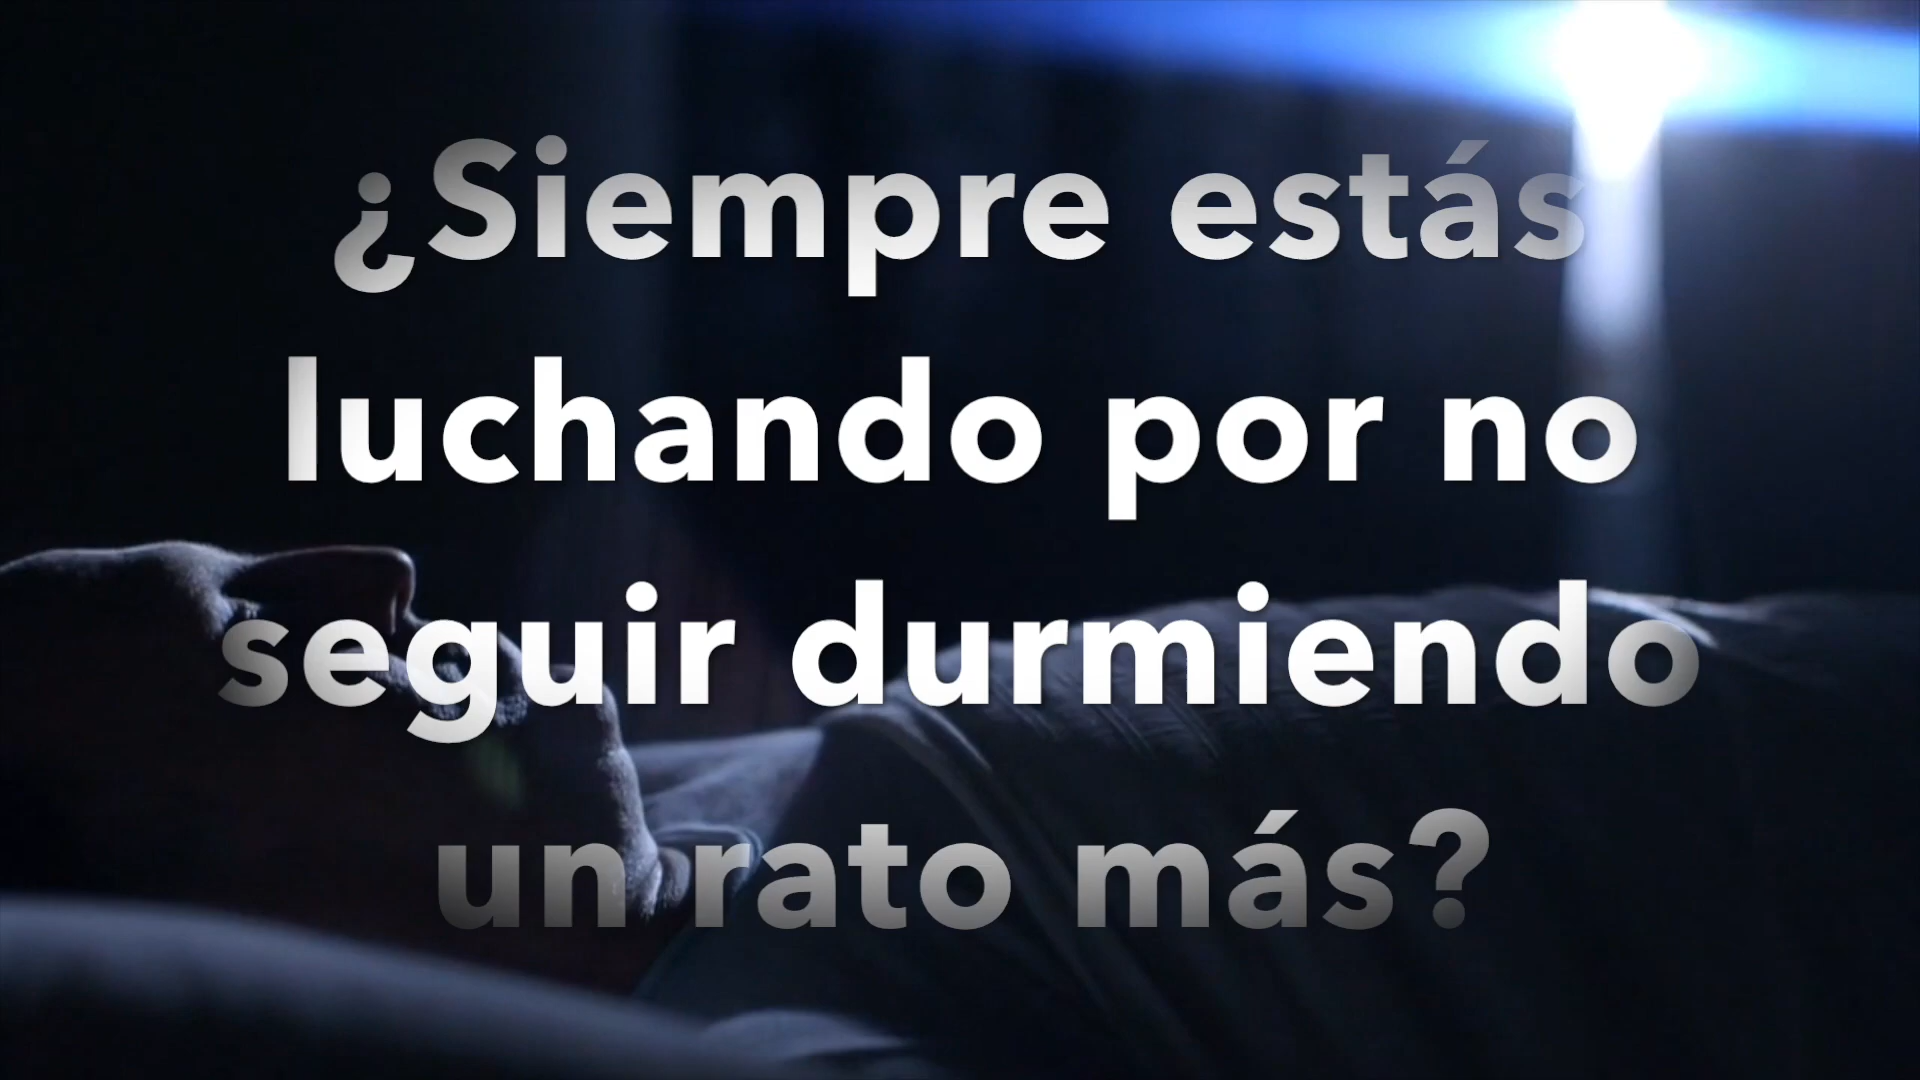 ¿Siempre estás
luchando por no
seguir durmiendo
un rato más?